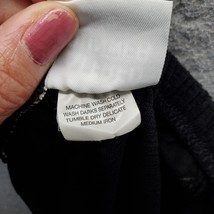 MACHINE WASH COLD
WASH DARKS SEPARATELY
TUMBLE DRY DELICATE
MEDIUM IRON